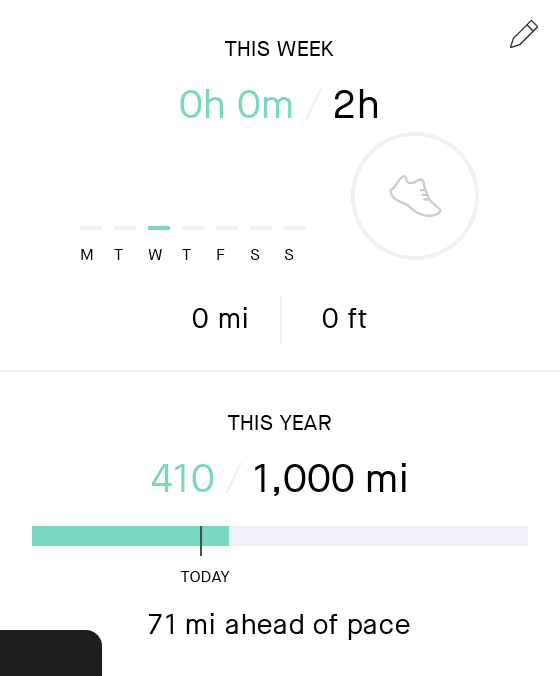 THIS WEEK
0h 0m / 2h
M T W T F S S
0 mi 0 ft
THIS YEAR
410 / 1,000 mi
TODAY
71 mi ahead of pace